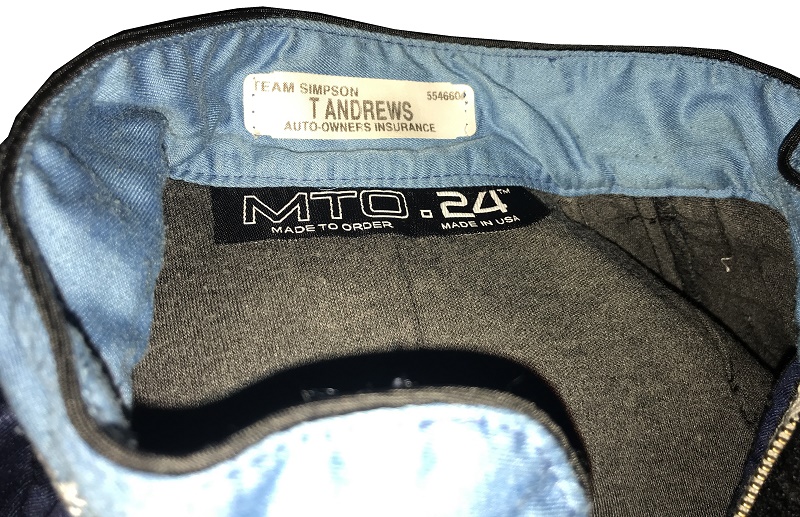 TEAM SIMPSON 554660
T ANDREWS
AUTO-OWNERS INSURANCE
MTO.24™
MADE TO ORDER MADE IN USA